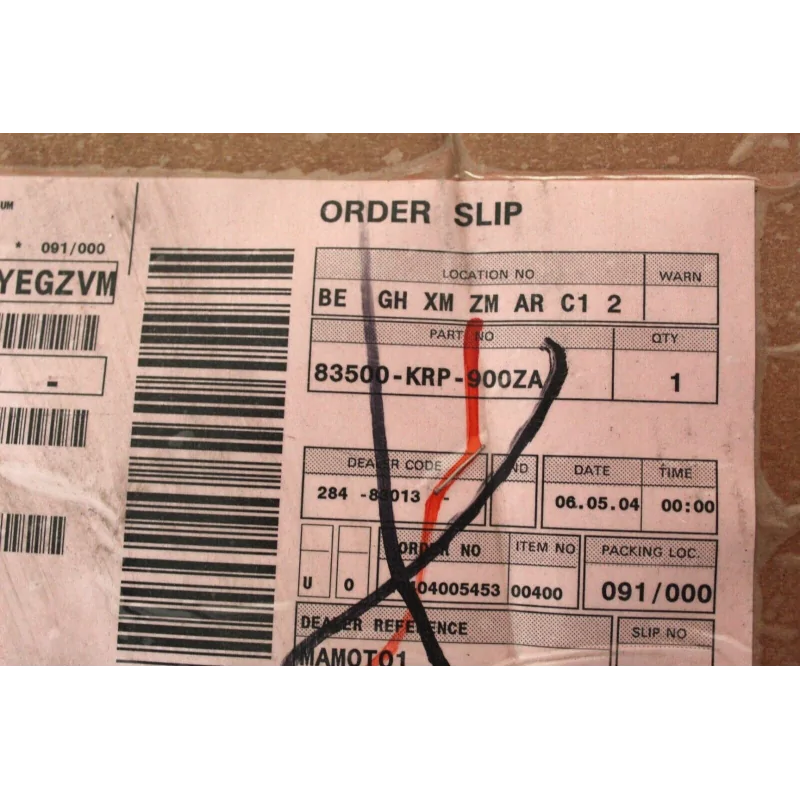 UM
* 091/000
YEGZVM
-
ORDER SLIP
LOCATION NO WARN
BE GH XM ZM AR C1 2
PART NO QTY
83500-KRP-900ZA 1
DEALER CODE DATE TIME
284 -83013 - 06.05.04 00:00
ORDER NO ITEM NO PACKING LOC.
U 0 04005453 00400 091/000
DEALER REFERENCE SLIP NO
MAMOTO1